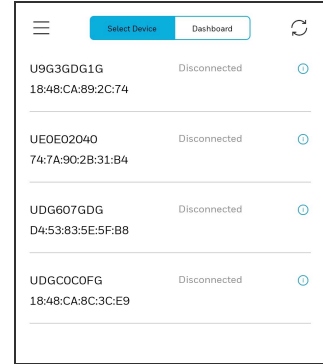 Select Device Dashboard
U9G3GDG1G Disconnected
18:48:CA:89:2C:74
UE0E02040 Disconnected
74:7A:90:2B:31:B4
UDG607GDG Disconnected
D4:53:83:5E:5F:B8
UDGC0C0FG Disconnected
18:48:CA:8C:3C:E9